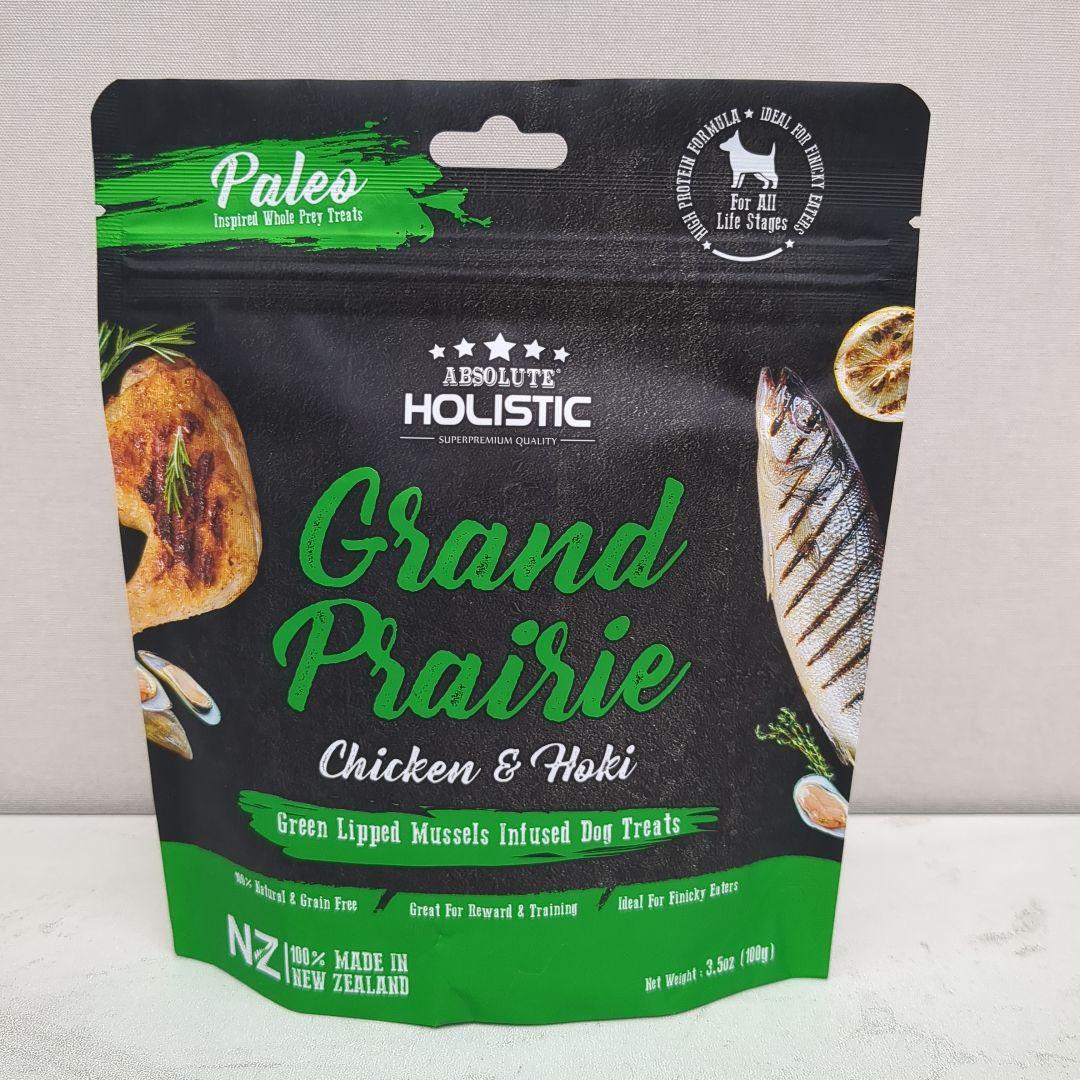 Paleo
Inspired Whole Prey Treats
HIGH PROTEIN FORMULA ★ IDEAL FOR FINICKY EATERS
For All
Life Stages
ABSOLUTE®
HOLISTIC
SUPERPREMIUM QUALITY
Grand
Prairie
Chicken & Hoki
Green Lipped Mussels Infused Dog Treats
100% Natural & Grain Free
Great For Reward & Training
Ideal For Finicky Eaters
NZ
100% MADE IN
NEW ZEALAND
Net Weight : 3.5oz (100g)